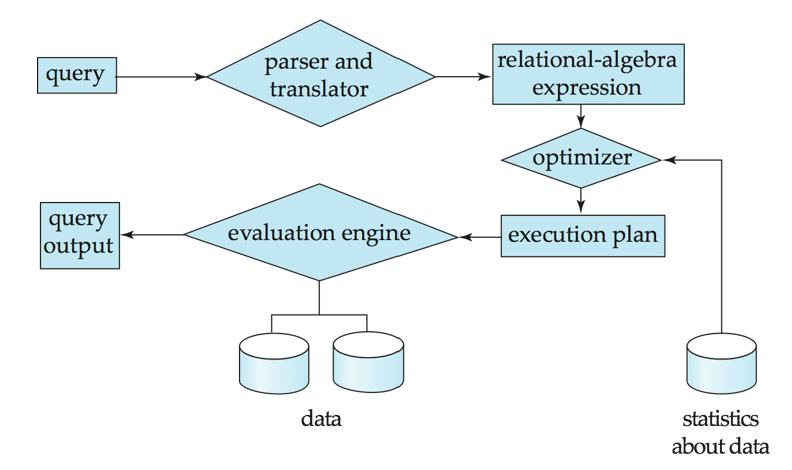 query
parser and
translator
relational-algebra
expression
optimizer
query
output
evaluation engine
execution plan
data
statistics
about data